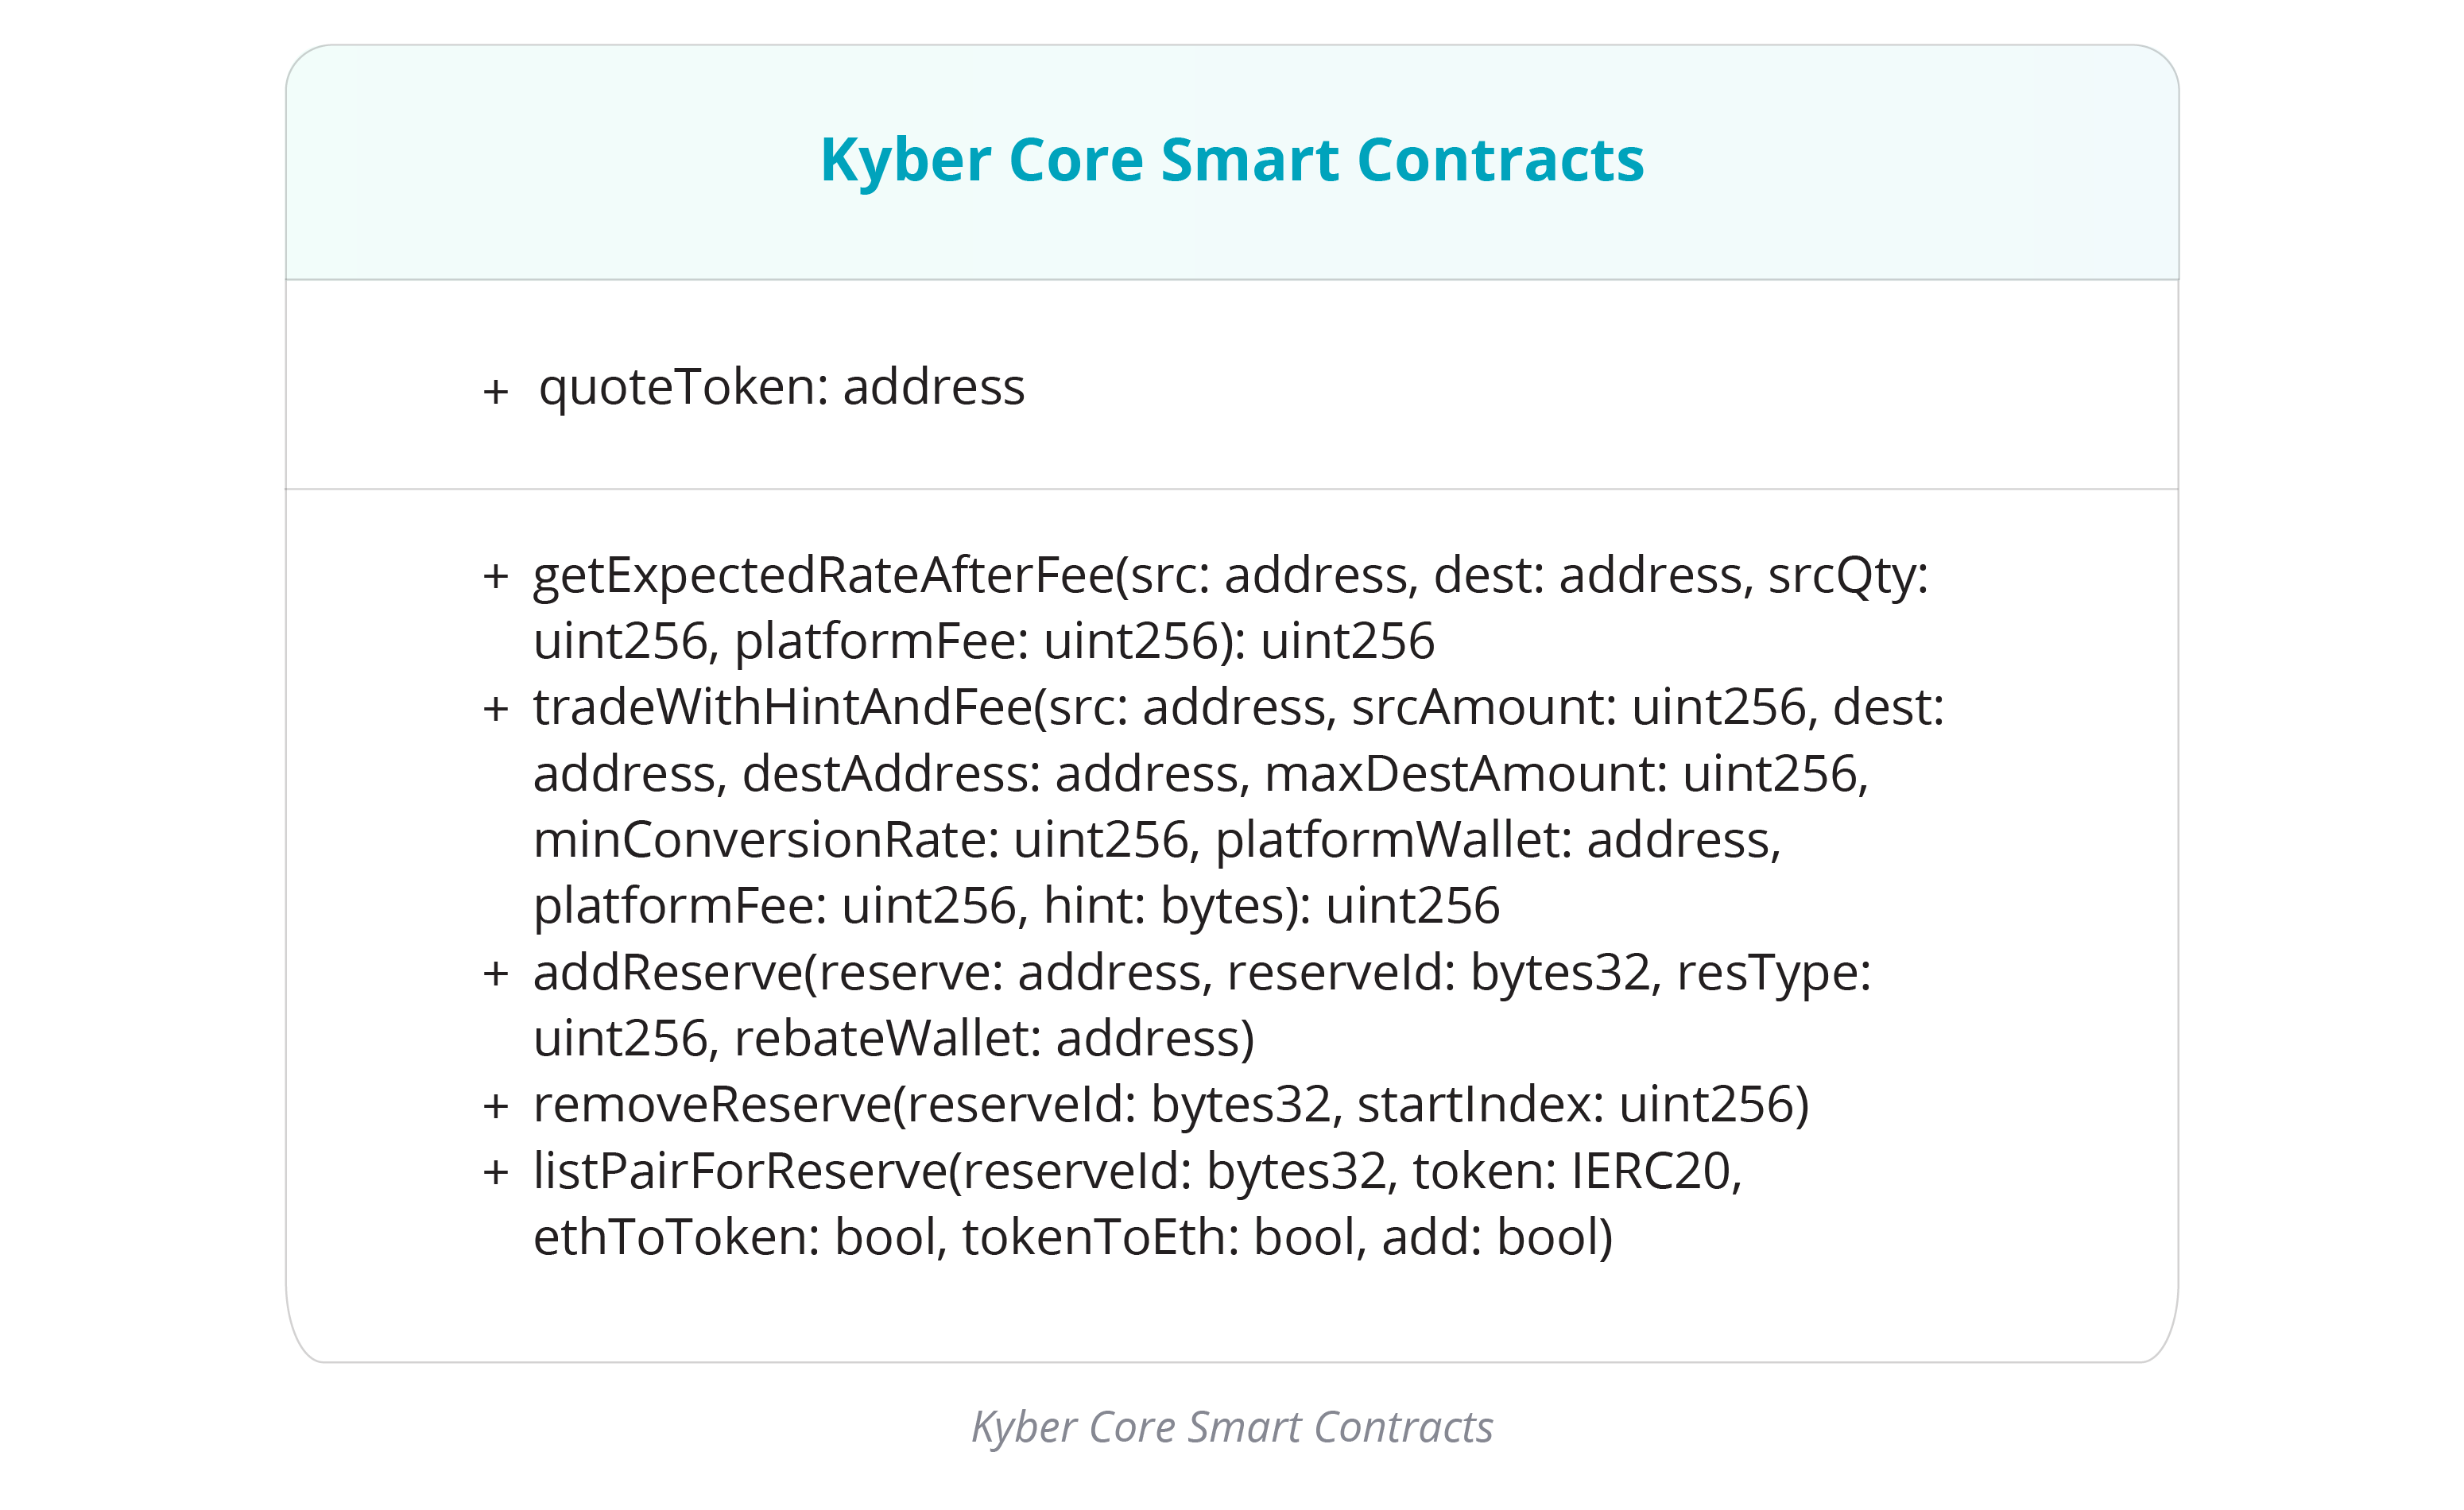 Kyber Core Smart Contracts
+ quoteToken: address
+ getExpectedRateAfterFee(src: address, dest: address, srcQty:
uint256, platformFee: uint256): uint256
+ tradeWithHintAndFee(src: address, srcAmount: uint256, dest:
address, destAddress: address, maxDestAmount: uint256,
minConversionRate: uint256, platformWallet: address,
platformFee: uint256, hint: bytes): uint256
+ addReserve(reserve: address, reserveId: bytes32, resType:
uint256, rebateWallet: address)
+ removeReserve(reserveId: bytes32, startIndex: uint256)
+ listPairForReserve(reserveId: bytes32, token: IERC20,
ethToToken: bool, tokenToEth: bool, add: bool)
Kyber Core Smart Contracts